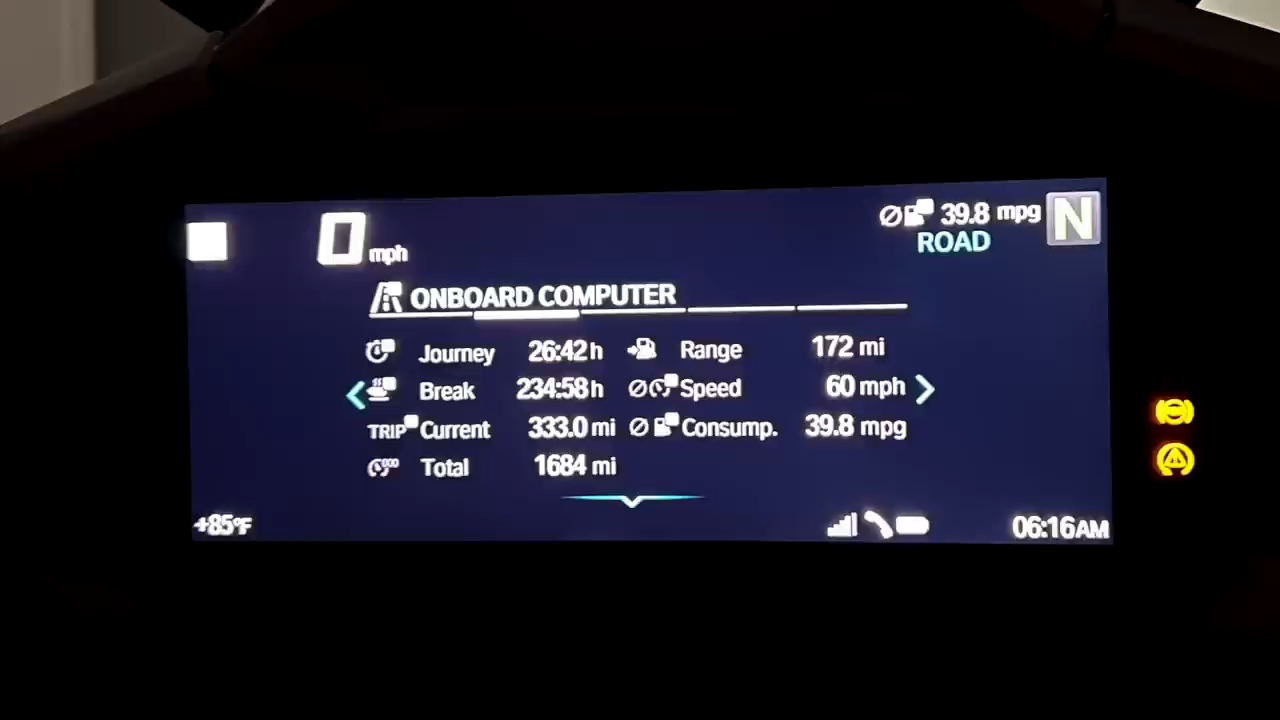 0 mph
Ø 39.8 mpg N
ROAD
ONBOARD COMPUTER
Journey 26:42 h Range 172 mi
Break 234:58 h Ø Speed 60 mph
TRIP Current 333.0 mi Ø Consump. 39.8 mpg
000 Total 1684 mi
+85°F 06:16AM